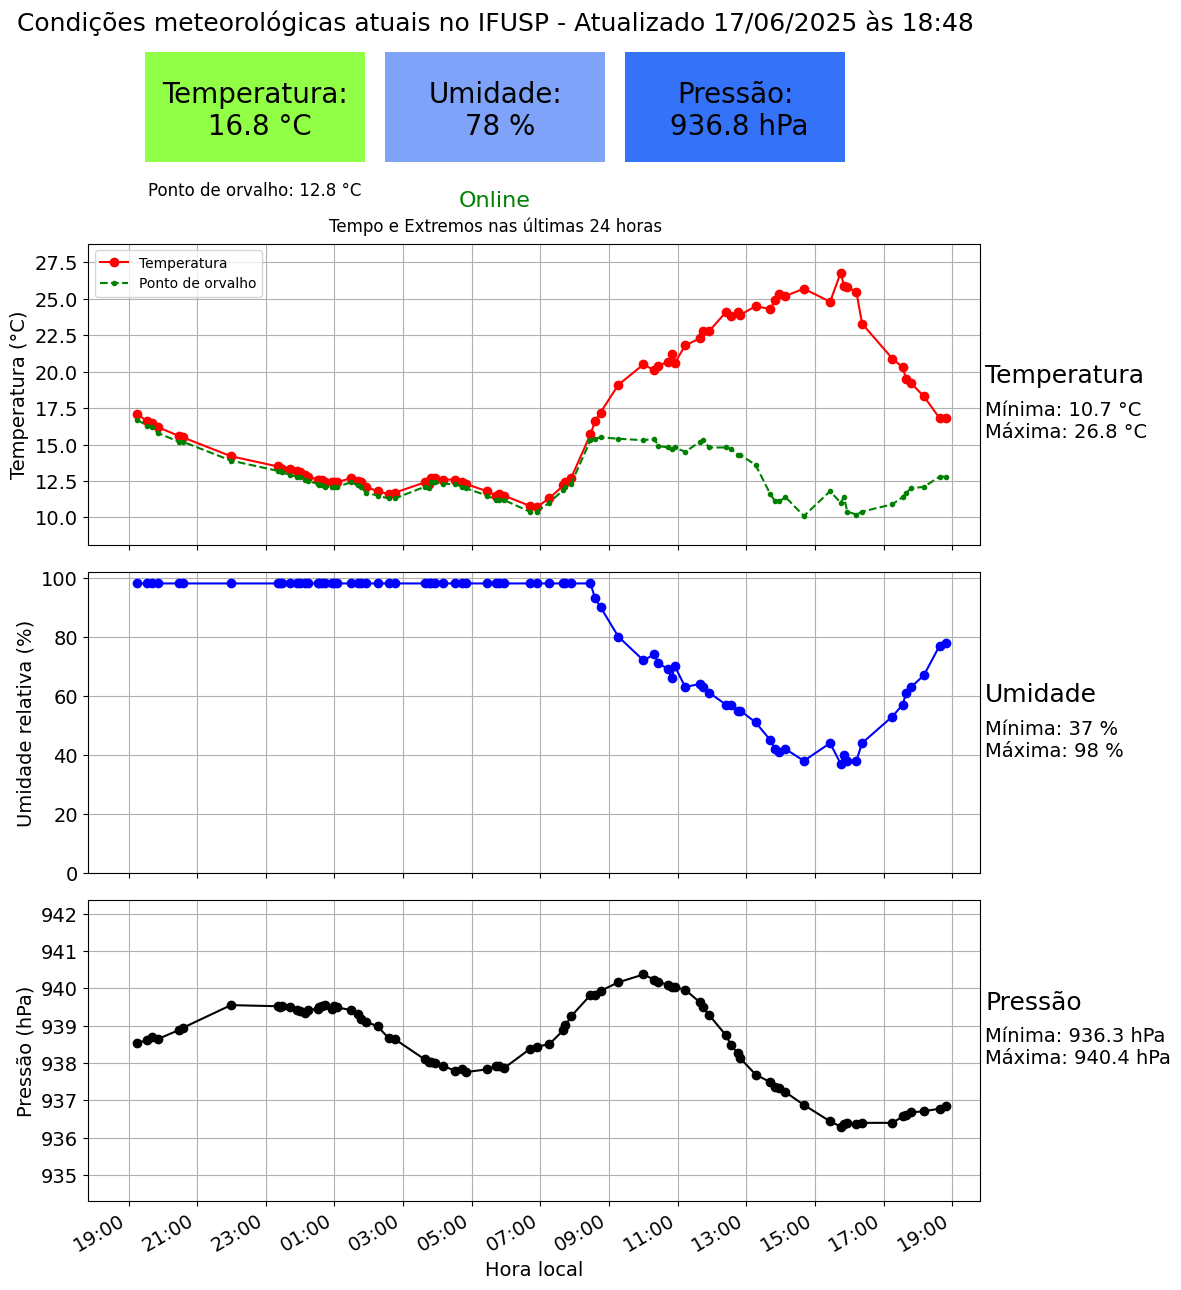 Condições meteorológicas atuais no IFUSP - Atualizado 17/06/2025 às 18:48
Temperatura:
16.8 °C
Umidade:
78 %
Pressão:
936.8 hPa
Ponto de orvalho: 12.8 °C
Online
Tempo e Extremos nas últimas 24 horas
Temperatura
Ponto de orvalho
Temperatura (°C)
27.5
25.0
22.5
20.0
17.5
15.0
12.5
10.0
Temperatura
Mínima: 10.7 °C
Máxima: 26.8 °C
Umidade relativa (%)
100
80
60
40
20
0
Umidade
Mínima: 37 %
Máxima: 98 %
Pressão (hPa)
942
941
940
939
938
937
936
935
Pressão
Mínima: 936.3 hPa
Máxima: 940.4 hPa
19:00
21:00
23:00
01:00
03:00
05:00
07:00
09:00
11:00
13:00
15:00
17:00
19:00
Hora local